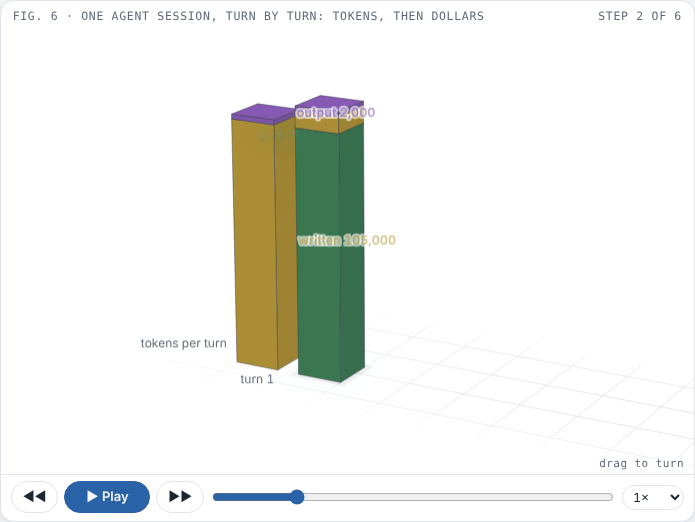 FIG. 6 · ONE AGENT SESSION, TURN BY TURN: TOKENS, THEN DOLLARS
STEP 2 OF 6
output 2,000
written 105,000
tokens per turn
turn 1
drag to turn
Play
1×